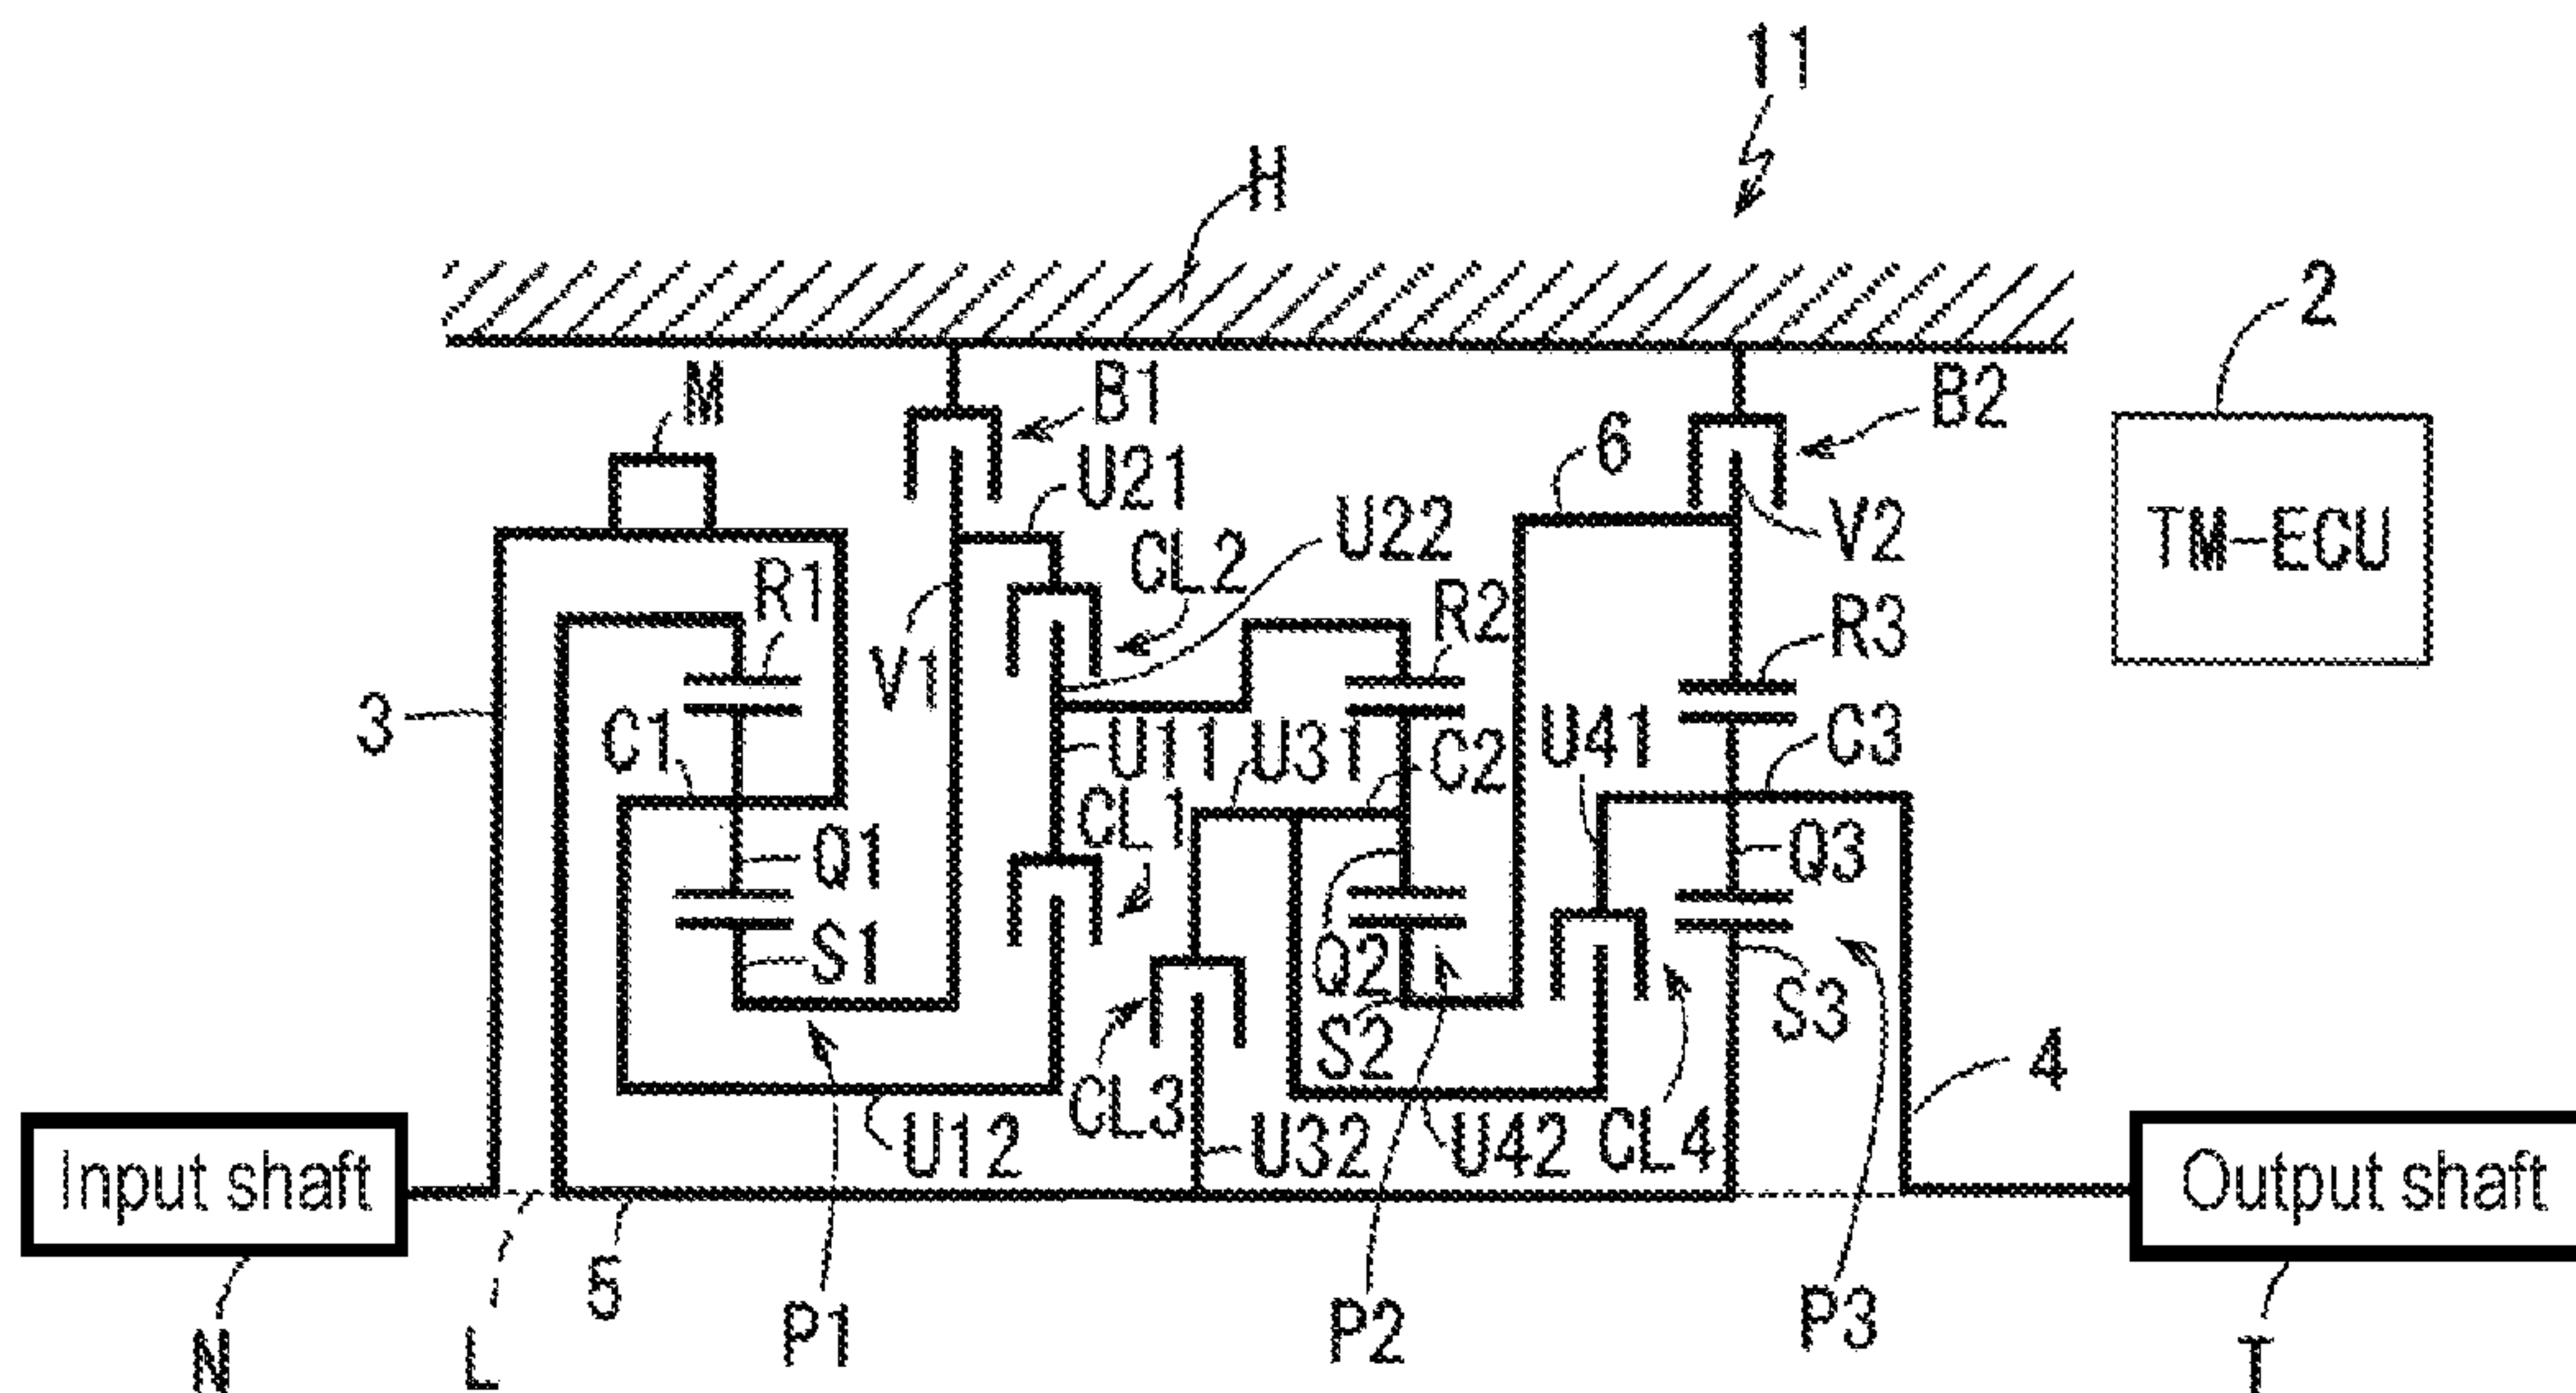 11
H
2
M
B1
B2
U21
6
U22
V2
TM-ECU
CL2
R1
R2
R3
V1
3
C1
U11
U31
C2
U41
C3
CL1
Q1
Q3
S1
Q2
S3
S2
CL3
4
U12
U32
U42
CL4
Input shaft
Output shaft
5
P1
P2
P3
N
L
T